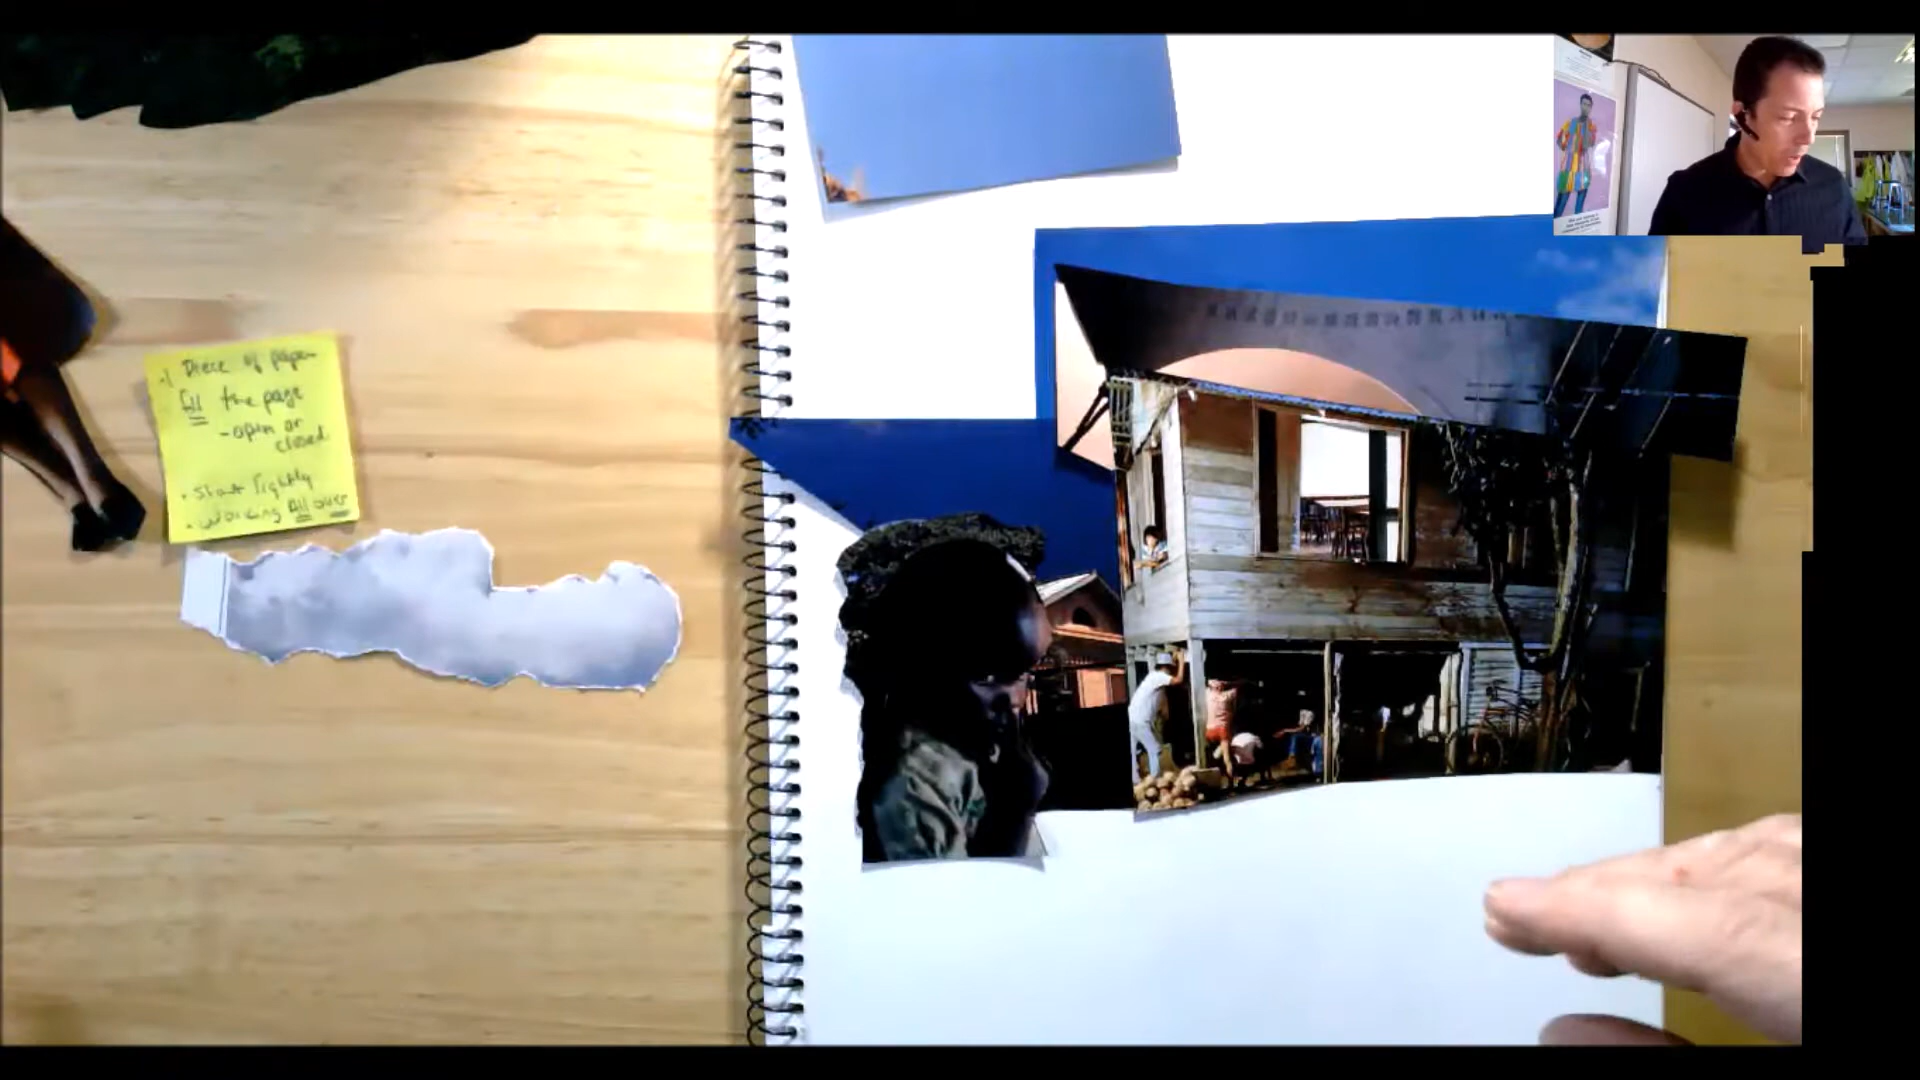 -1 Piece of paper
fill the page
-open or
closed
• Start lightly
• working All over